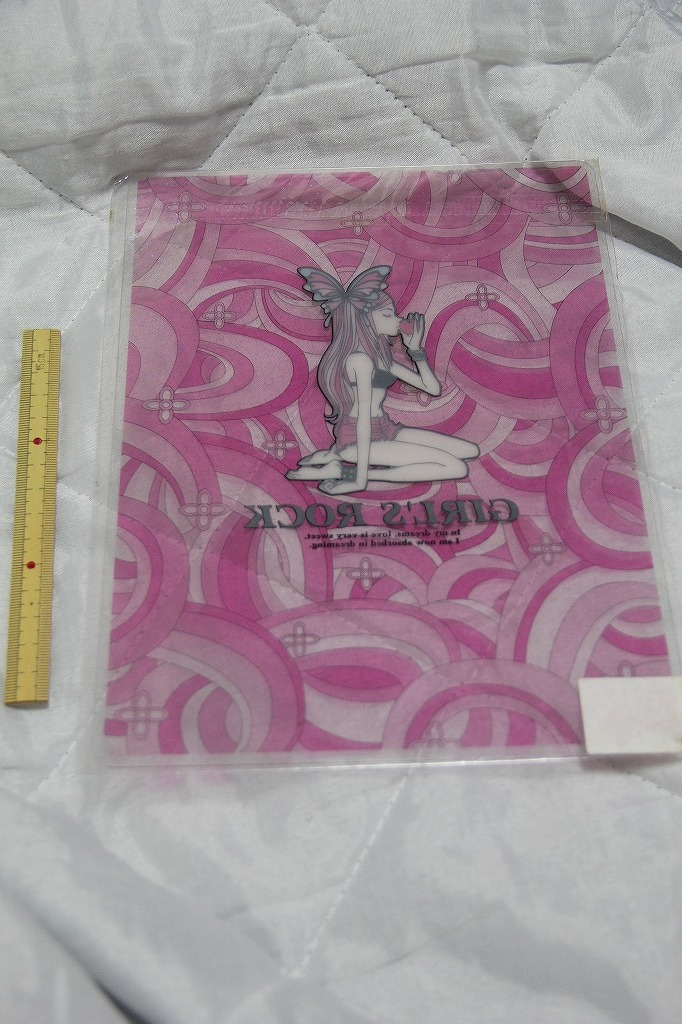 GIRL'S ROCK
In my dreams, love is very sweet.
I am now absorbed in dreaming.